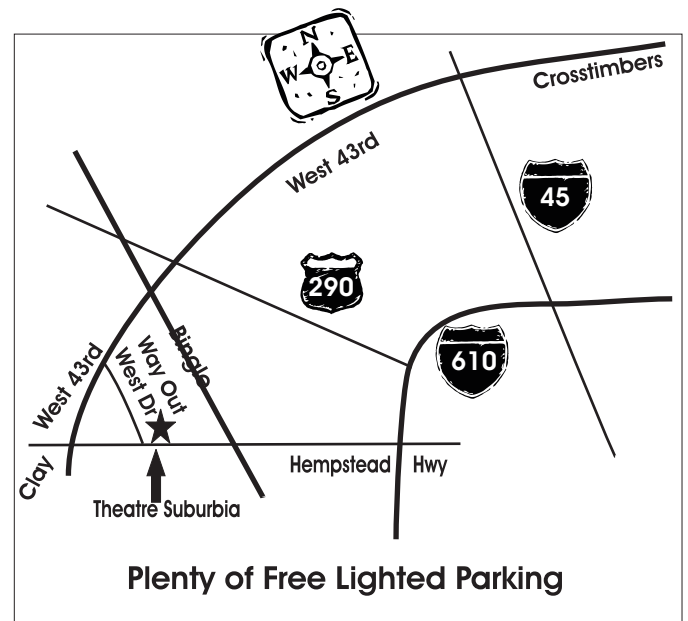 N
W E
S
Crosstimbers
West 43rd
45
290
Bingle
610
West 43rd
Way Out
West Dr
Clay
Hempstead Hwy
Theatre Suburbia
Plenty of Free Lighted Parking